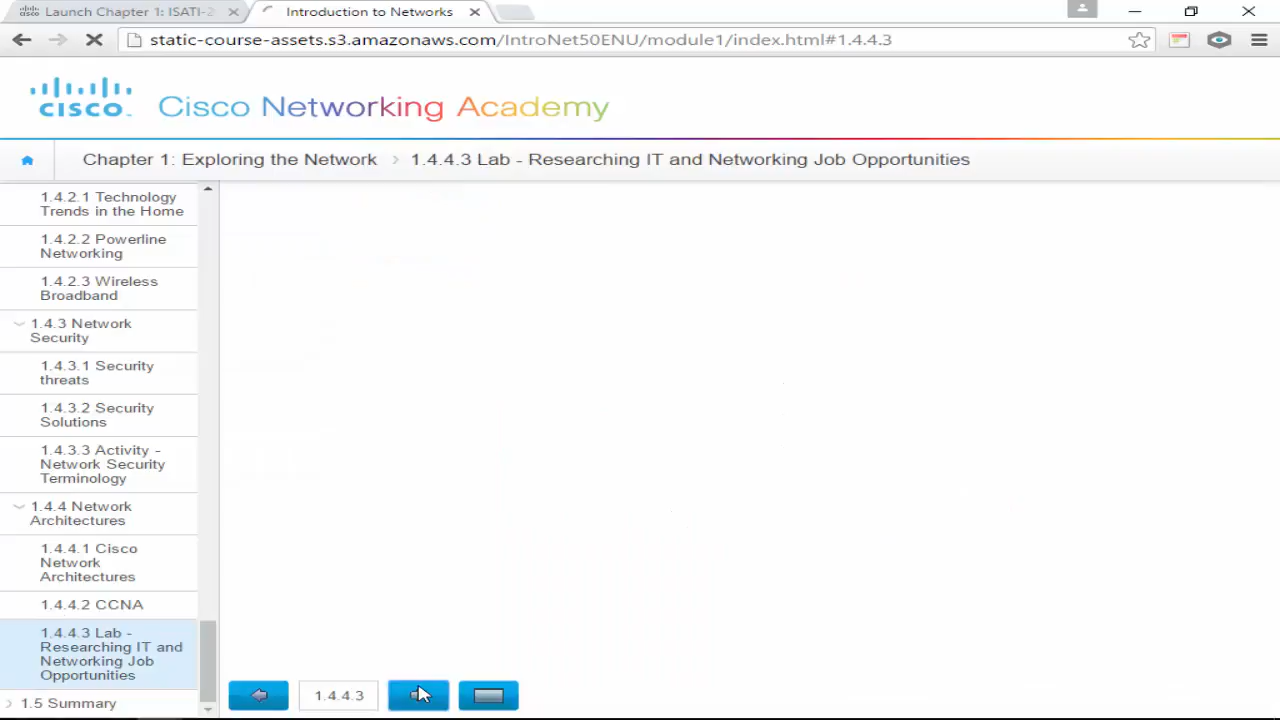 Launch Chapter 1: ISATI-2
Introduction to Networks
static-course-assets.s3.amazonaws.com/IntroNet50ENU/module1/index.html#1.4.4.3
CISCO Cisco Networking Academy
Chapter 1: Exploring the Network > 1.4.4.3 Lab - Researching IT and Networking Job Opportunities
1.4.2.1 Technology
Trends in the Home
1.4.2.2 Powerline
Networking
1.4.2.3 Wireless
Broadband
1.4.3 Network
Security
1.4.3.1 Security
threats
1.4.3.2 Security
Solutions
1.4.3.3 Activity -
Network Security
Terminology
1.4.4 Network
Architectures
1.4.4.1 Cisco
Network
Architectures
1.4.4.2 CCNA
1.4.4.3 Lab -
Researching IT and
Networking Job
Opportunities
1.5 Summary
1.4.4.3